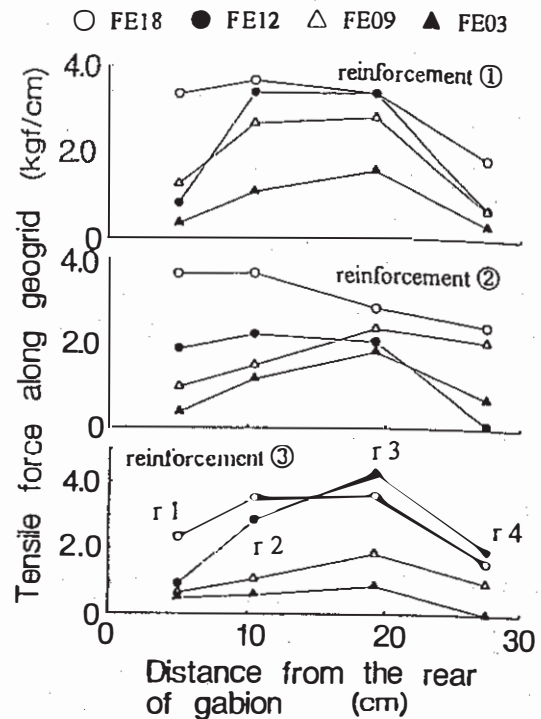 ○ FE18 ● FE12 △ FE09 ▲ FE03
Tensile force along geogrid (kgf/cm)
4.0
2.0
0
reinforcement ①
4.0
2.0
0
reinforcement ②
4.0
2.0
0
reinforcement ③
r 1
r 2
r 3
r 4
0 10 20 30
Distance from the rear
of gabion (cm)